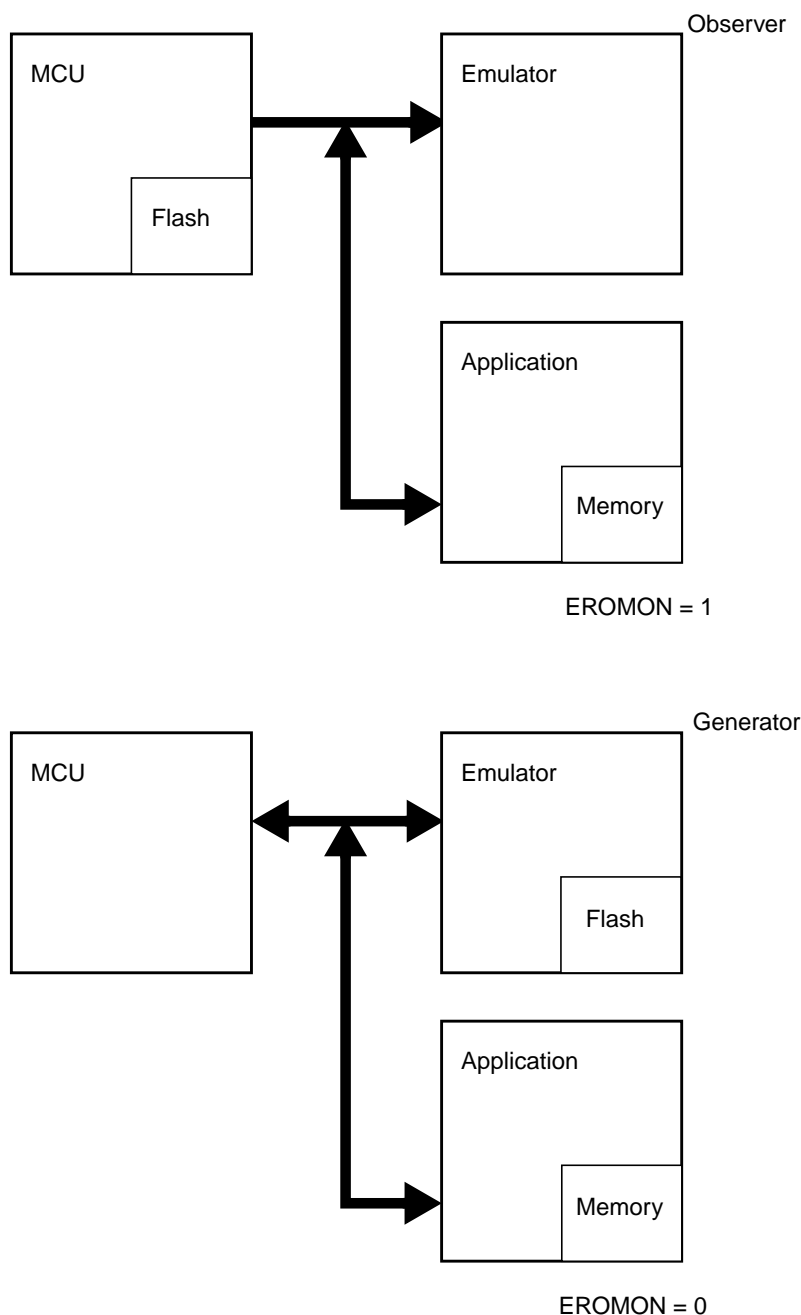 Observer
MCU
Emulator
Flash
Application
Memory
EROMON = 1
Generator
MCU
Emulator
Flash
Application
Memory
EROMON = 0